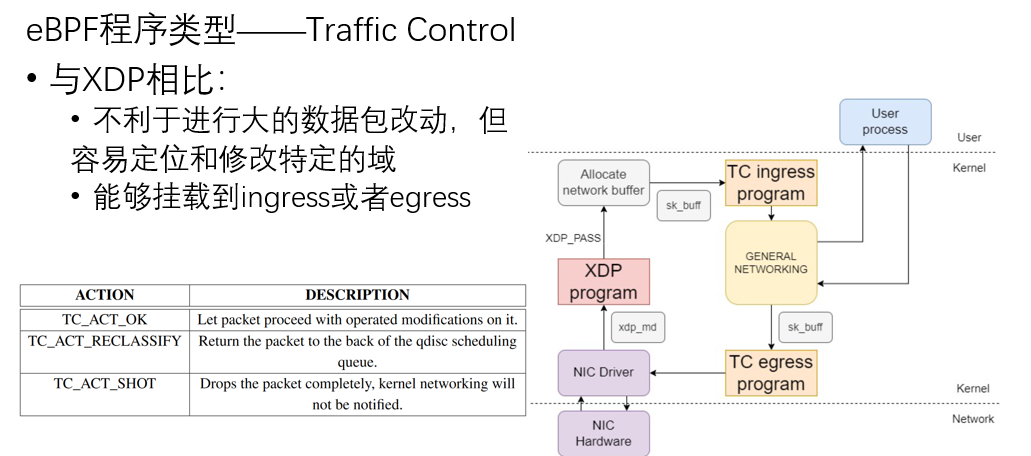 eBPF程序类型——Traffic Control
• 与XDP相比：
• 不利于进行大的数据包改动，但
容易定位和修改特定的域
• 能够挂载到ingress或者egress
ACTION DESCRIPTION
TC_ACT_OK Let packet proceed with operated modifications on it.
TC_ACT_RECLASSIFY Return the packet to the back of the qdisc scheduling
queue.
TC_ACT_SHOT Drops the packet completely, kernel networking will
not be notified.
User
process
User
Kernel
Allocate
network buffer
sk_buff
TC ingress
program
XDP_PASS
GENERAL
NETWORKING
XDP
program
xdp_md
sk_buff
NIC Driver
TC egress
program
Kernel
Network
NIC
Hardware